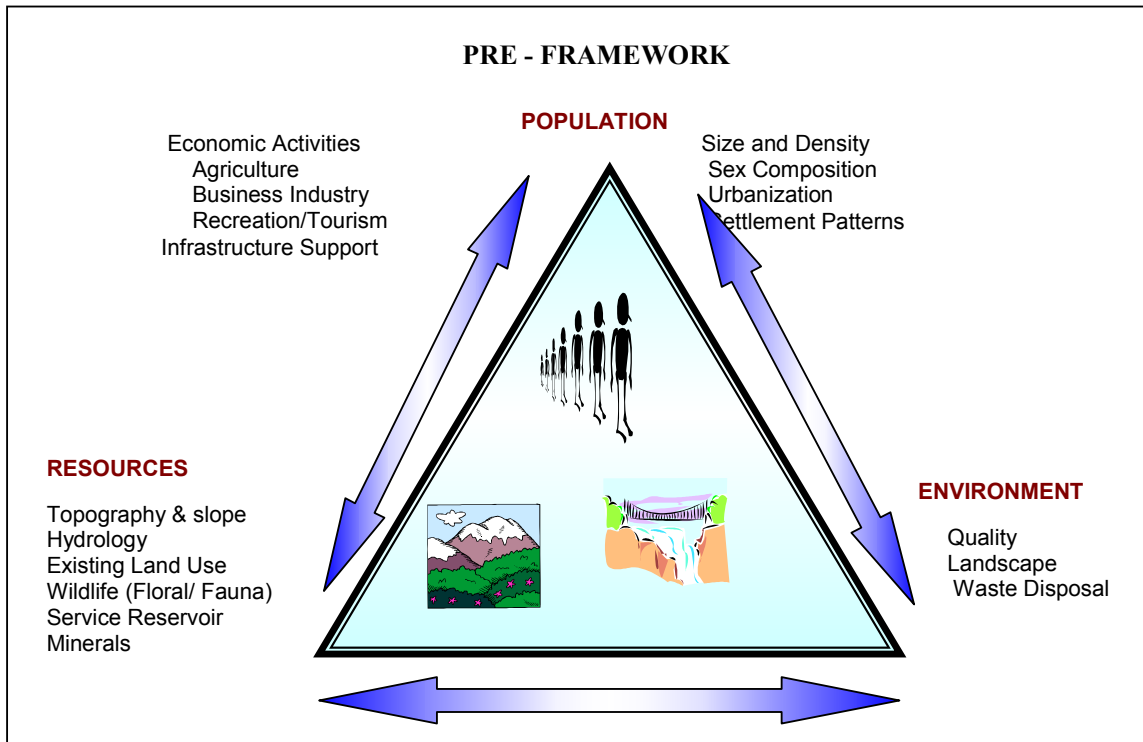 PRE - FRAMEWORK
POPULATION
Economic Activities
Agriculture
Business Industry
Recreation/Tourism
Infrastructure Support
Size and Density
Sex Composition
Urbanization
Settlement Patterns
RESOURCES
Topography & slope
Hydrology
Existing Land Use
Wildlife (Floral/ Fauna)
Service Reservoir
Minerals
ENVIRONMENT
Quality
Landscape
Waste Disposal